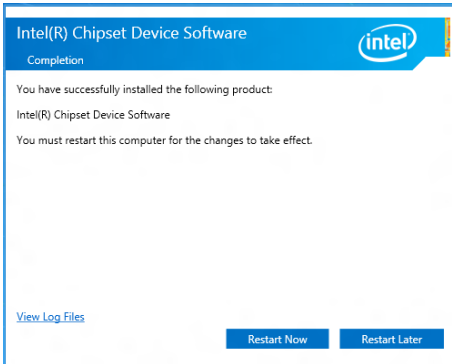 Intel(R) Chipset Device Software
intel
Completion
You have successfully installed the following product:
Intel(R) Chipset Device Software
You must restart this computer for the changes to take effect.
View Log Files
Restart Now
Restart Later